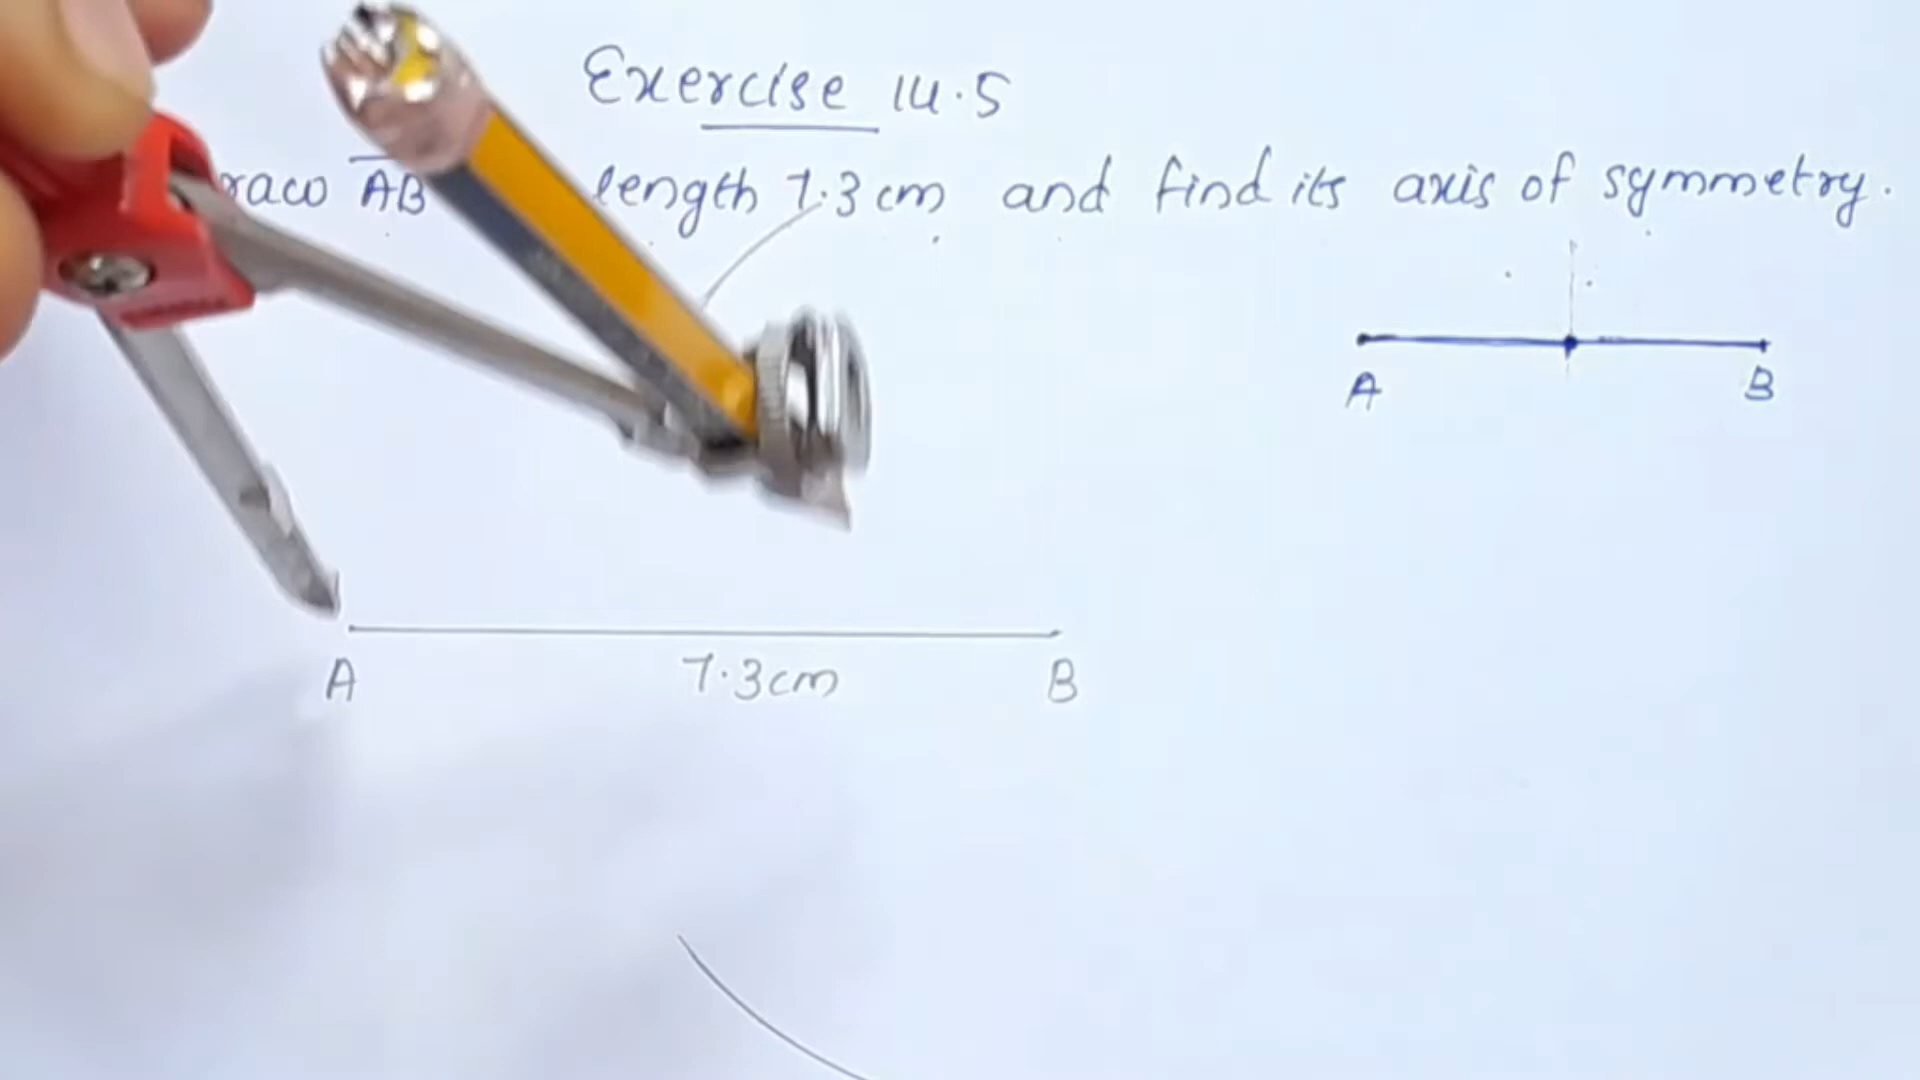 Exercise 14.5
raw AB length 7.3 cm and find its axis of symmetry.
A B
7.3cm
A B